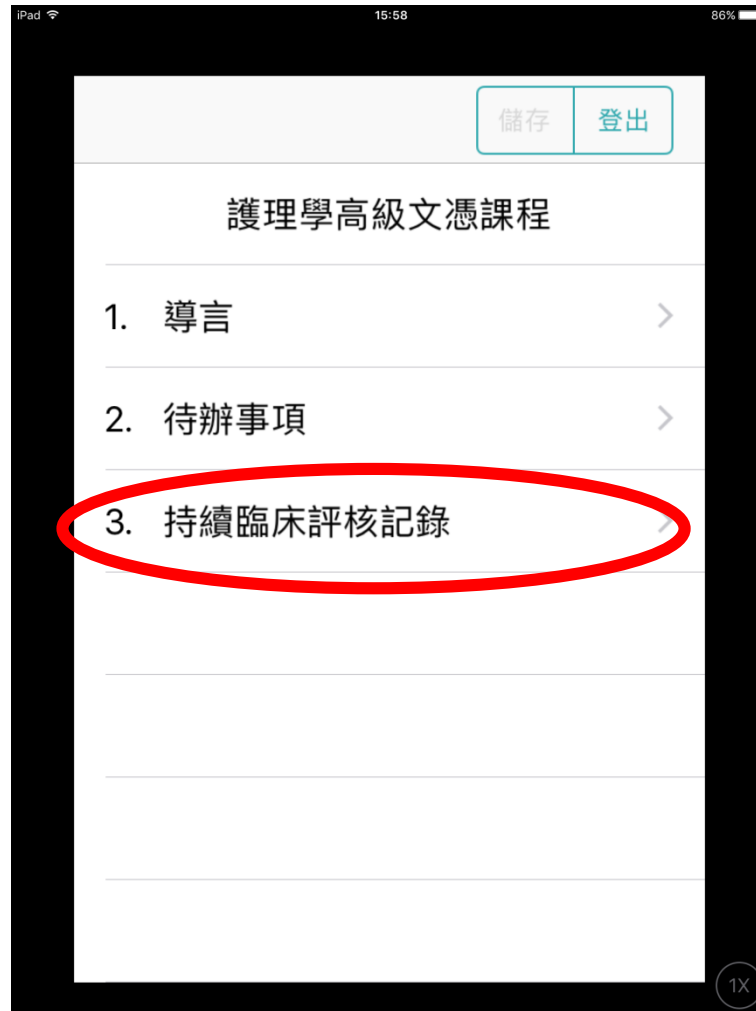 iPad 15:58 86%
儲存 登出
護理學高級文憑課程
1. 導言
2. 待辦事項
3. 持續臨床評核記錄
1X